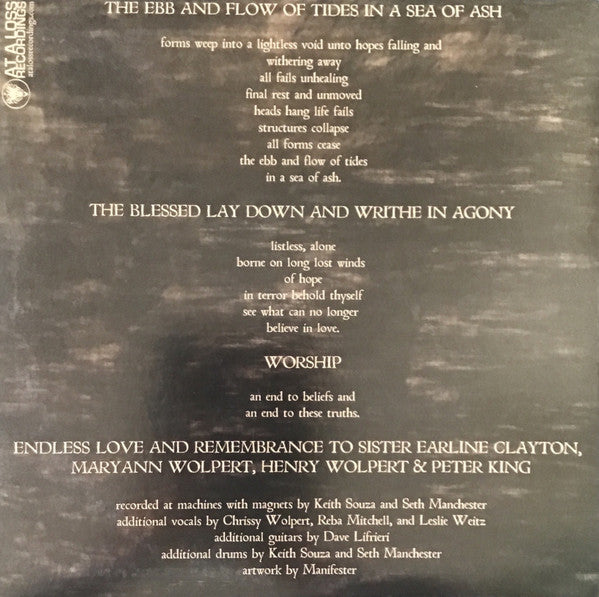 AT A LOSS
RECORDINGS
atalossrecordings.com
THE EBB AND FLOW OF TIDES IN A SEA OF ASH
forms weep into a lightless void unto hopes falling and
withering away
all fails unhealing
final rest and unmoved
heads hang life fails
structures collapse
all forms cease
the ebb and flow of tides
in a sea of ash.
THE BLESSED LAY DOWN AND WRITHE IN AGONY
listless, alone
borne on long lost winds
of hope
in terror behold thyself
see what can no longer
believe in love.
WORSHIP
an end to beliefs and
an end to these truths.
ENDLESS LOVE AND REMEMBRANCE TO SISTER EARLINE CLAYTON,
MARYANN WOLPERT, HENRY WOLPERT & PETER KING
recorded at machines with magnets by Keith Souza and Seth Manchester
additional vocals by Chrissy Wolpert, Reba Mitchell, and Leslie Weitz
additional guitars by Dave Lifrieri
additional drums by Keith Souza and Seth Manchester
artwork by Manifester